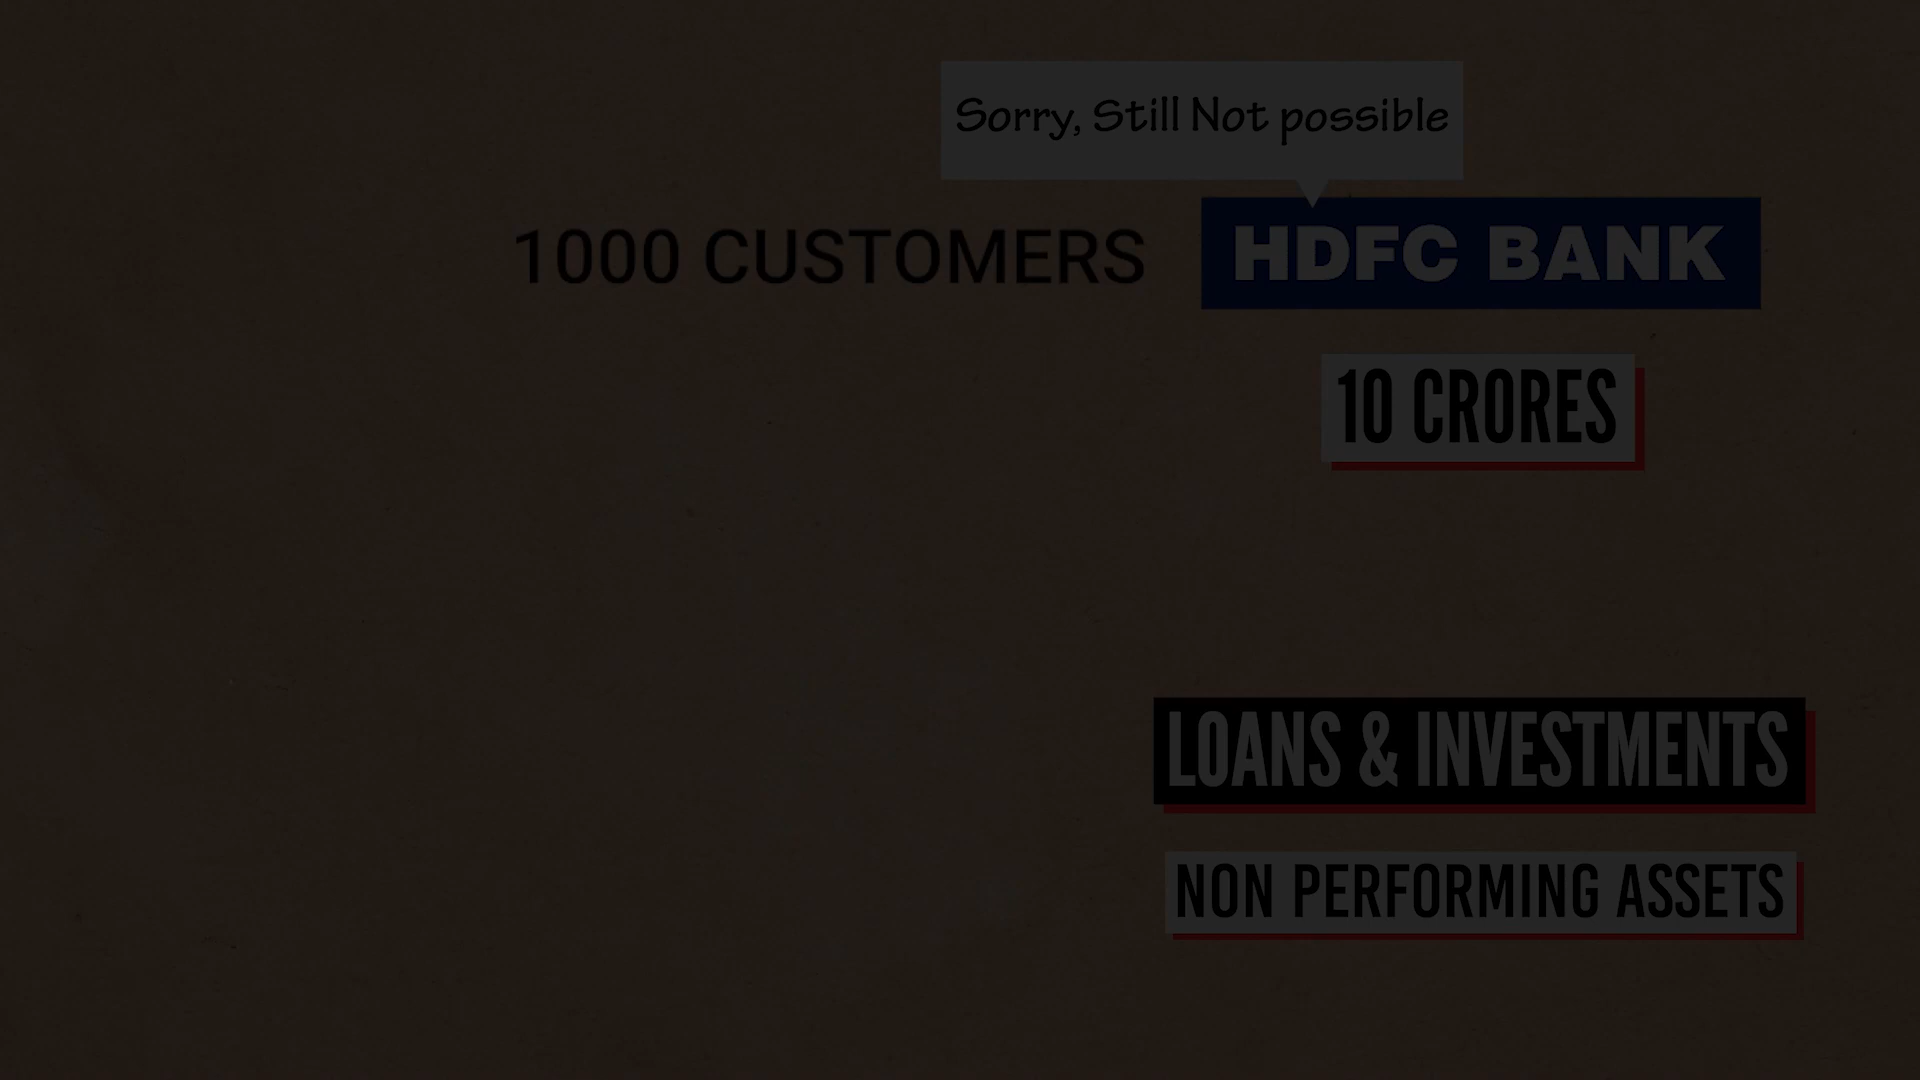 Sorry, Still Not possible
1000 CUSTOMERS
HDFC BANK
10 CRORES
LOANS & INVESTMENTS
NON PERFORMING ASSETS